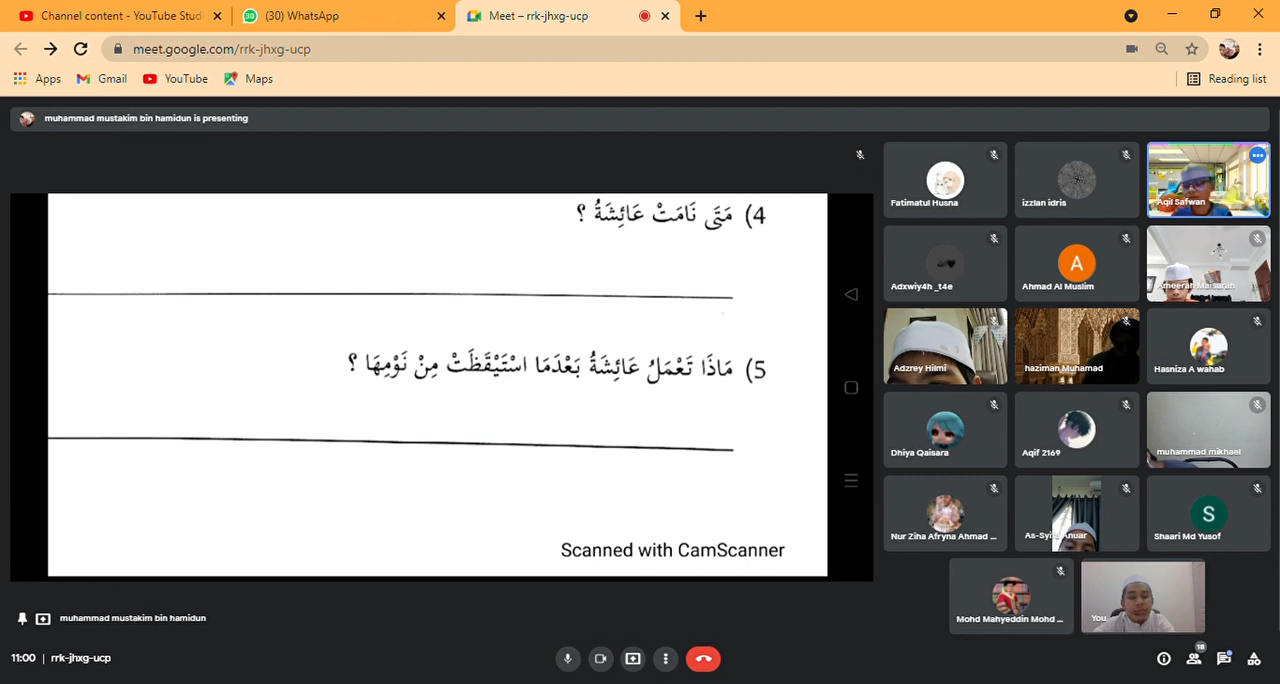 Channel content - YouTube Studi
(30) WhatsApp
Meet – rrk-jhxg-ucp
meet.google.com/rrk-jhxg-ucp
Apps
Gmail
YouTube
Maps
Reading list
muhammad mustakim bin hamidun is presenting
4) مَتَى نَامَتْ عَائِشَةُ ؟
5) مَاذَا تَعْمَلُ عَائِشَةُ بَعْدَمَا اسْتَيْقَظَتْ مِنْ نَوْمِهَا ؟
Scanned with CamScanner
Fatimatul Husna
izzlan idris
Aqil Safwan
Adxwiy4h _t4e
A
Ahmad Al Muslim
Ameerah Maisarah
Adzrey Hilmi
haziman Muhamad
Hasniza A wahab
Dhiya Qaisara
Aqif 2169
muhammad mikhael
Nur Ziha Afryna Ahmad ...
Anuar
S
Shaari Md Yusof
Mohd Mahyeddin Mohd ...
You
muhammad mustakim bin hamidun
11:00 | rrk-jhxg-ucp
18